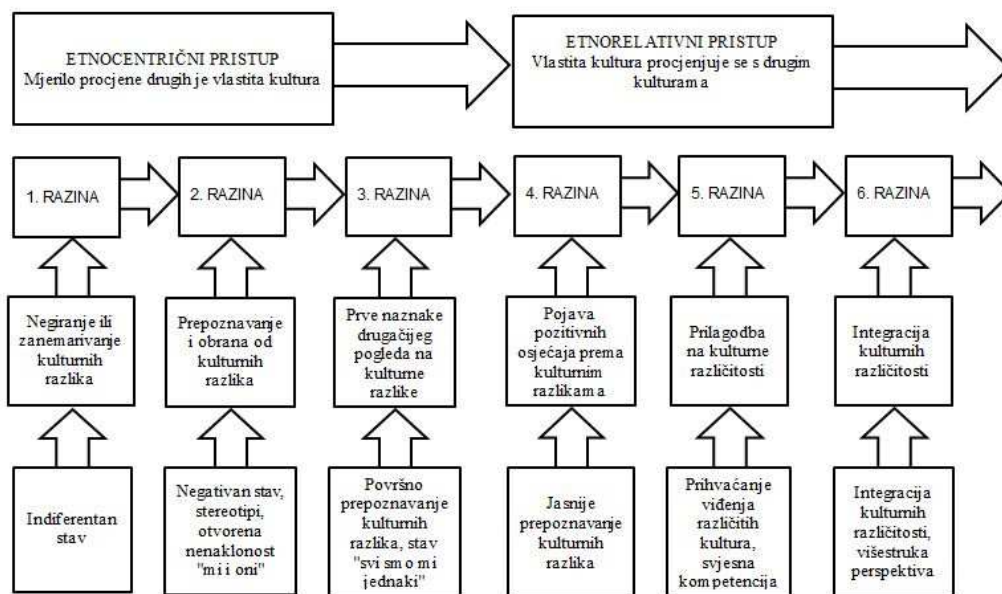 ETNOCENTRIČNI PRISTUP
Mjerilo procjene drugih je vlastita kultura
ETNORELATIVNI PRISTUP
Vlastita kultura procjenjuje se s drugim
kulturama
1. RAZINA
2. RAZINA
3. RAZINA
4. RAZINA
5. RAZINA
6. RAZINA
Negiranje ili
zanemarivanje
kulturnih
razlika
Prepoznavanje
i obrana od
kulturnih
razlika
Prve naznake
drugačijeg
pogleda na
kulturne
razlike
Pojava
pozitivnih
osjećaja prema
kulturnim
razlikama
Prilagodba
na kulturne
različitosti
Integracija
kulturnih
različitosti
Indiferentan
stav
Negativan stav,
stereotipi,
otvorena
nenaklonost
"mi i oni"
Površno
prepoznavanje
kulturnih
razlika, stav
"svi smo mi
jednaki"
Jasnije
prepoznavanje
kulturnih
razlika
Prihvaćanje
viđenja
različitih
kultura,
svjesna
kompetencija
Integracija
kulturnih
različitosti,
višestruka
perspektiva